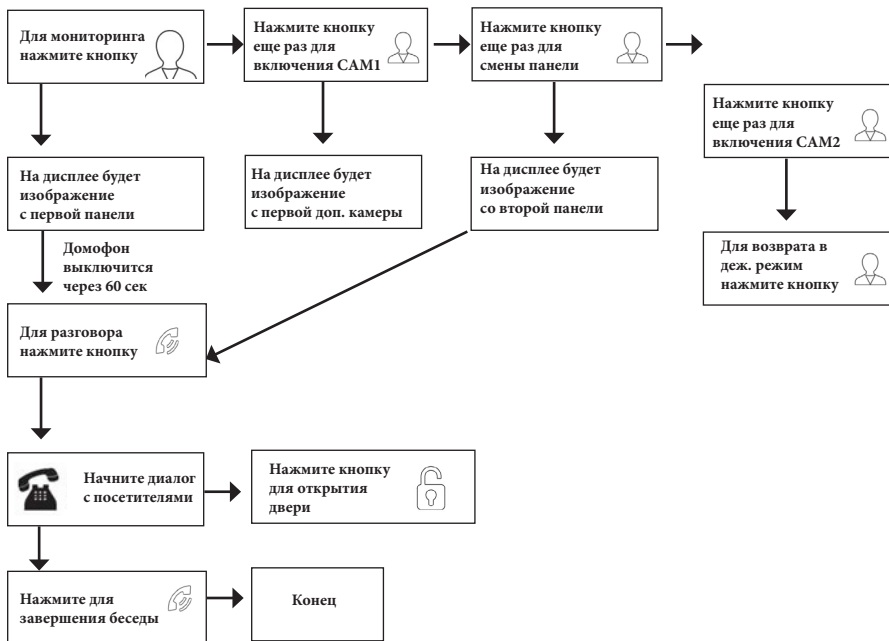 Для мониторинга
нажмите кнопку
Нажмите кнопку
еще раз для
включения САМ1
Нажмите кнопку
еще раз для
смены панели
Нажмите кнопку
еще раз для
включения САМ2
На дисплее будет
изображение
с первой панели
На дисплее будет
изображение
с первой доп. камеры
На дисплее будет
изображение
со второй панели
Для возврата в
деж. режим
нажмите кнопку
Домофон
выключится
через 60 сек
Для разговора
нажмите кнопку
Начните диалог
с посетителями
Нажмите кнопку
для открытия
двери
Нажмите для
завершения беседы
Конец